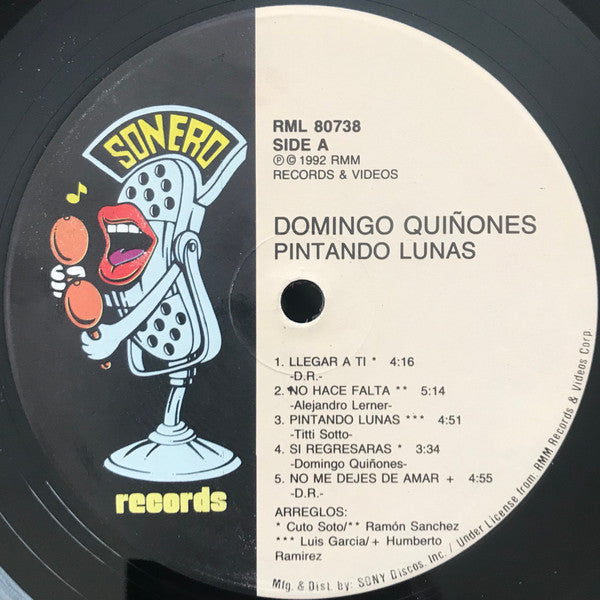 SONERO
records
RML 80738
SIDE A
℗ © 1992 RMM
RECORDS & VIDEOS
DOMINGO QUIÑONES
PINTANDO LUNAS
1. LLEGAR A TI * 4:16
-D.R.-
2. NO HACE FALTA ** 5:14
-Alejandro Lerner-
3. PINTANDO LUNAS *** 4:51
-Titti Sotto-
4. SI REGRESARAS * 3:34
-Domingo Quiñones-
5. NO ME DEJES DE AMAR + 4:55
-D.R.-
ARREGLOS:
* Cuto Soto/** Ramón Sanchez
*** Luis Garcia/+ Humberto
Ramirez
Mfg. & Dist. by: SONY Discos. Inc. / Under License from: RMM Records & Videos Corp.